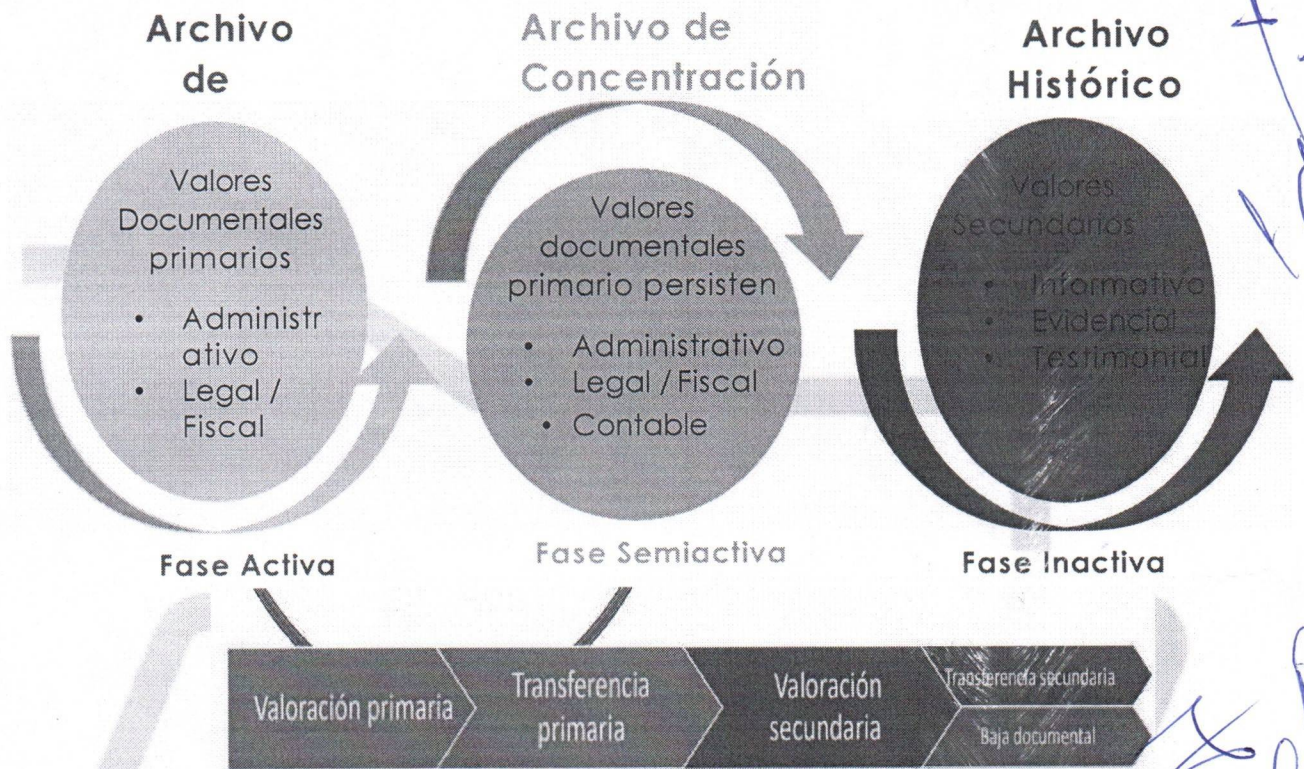 Archivo
de
Valores
Documentales
primarios
• Administr
ativo
• Legal /
Fiscal
Fase Activa
Archivo de
Concentración
Valores
documentales
primario persisten
• Administrativo
• Legal / Fiscal
• Contable
Fase Semiactiva
Archivo
Histórico
Valores
Secundarios
• Informativo
• Evidencial
• Testimonial
Fase Inactiva
Valoración primaria
Transferencia
primaria
Valoración
secundaria
Transferencia secundaria
Baja documental